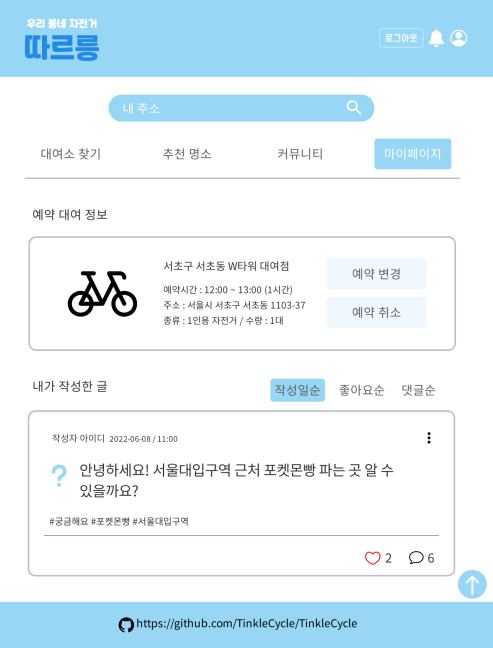 우리 동네 자전거
따르릉
로그아웃
내 주소
대여소 찾기
추천 명소
커뮤니티
마이페이지
예약 대여 정보
서초구 서초동 W타워 대여점
예약시간 : 12:00 ~ 13:00 (1시간)
주소 : 서울시 서초구 서초동 1103-37
종류 : 1인용 자전거 / 수량 : 1대
예약 변경
예약 취소
내가 작성한 글
작성일순
좋아요순
댓글순
작성자 아이디 2022-06-08 / 11:00
안녕하세요! 서울대입구역 근처 포켓몬빵 파는 곳 알 수
있을까요?
#궁금해요 #포켓몬빵 #서울대입구역
2
6
https://github.com/TinkleCycle/TinkleCycle